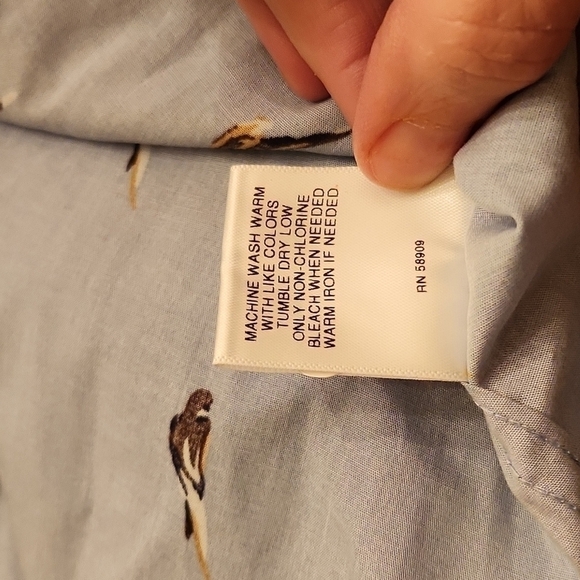 MACHINE WASH WARM
WITH LIKE COLORS
TUMBLE DRY LOW
ONLY NON-CHLORINE
BLEACH WHEN NEEDED
WARM IRON IF NEEDED.
RN 58909